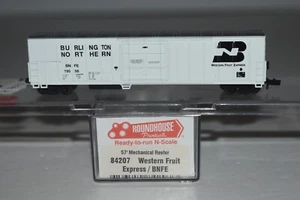 BURLINGTON
NORTHERN
BNFE
WESTERN FRUIT EXPRESS
ROUNDHOUSE
Products
Ready-to-run N-Scale
57' Mechanical Reefer
84207 Western Fruit
Express / BNFE